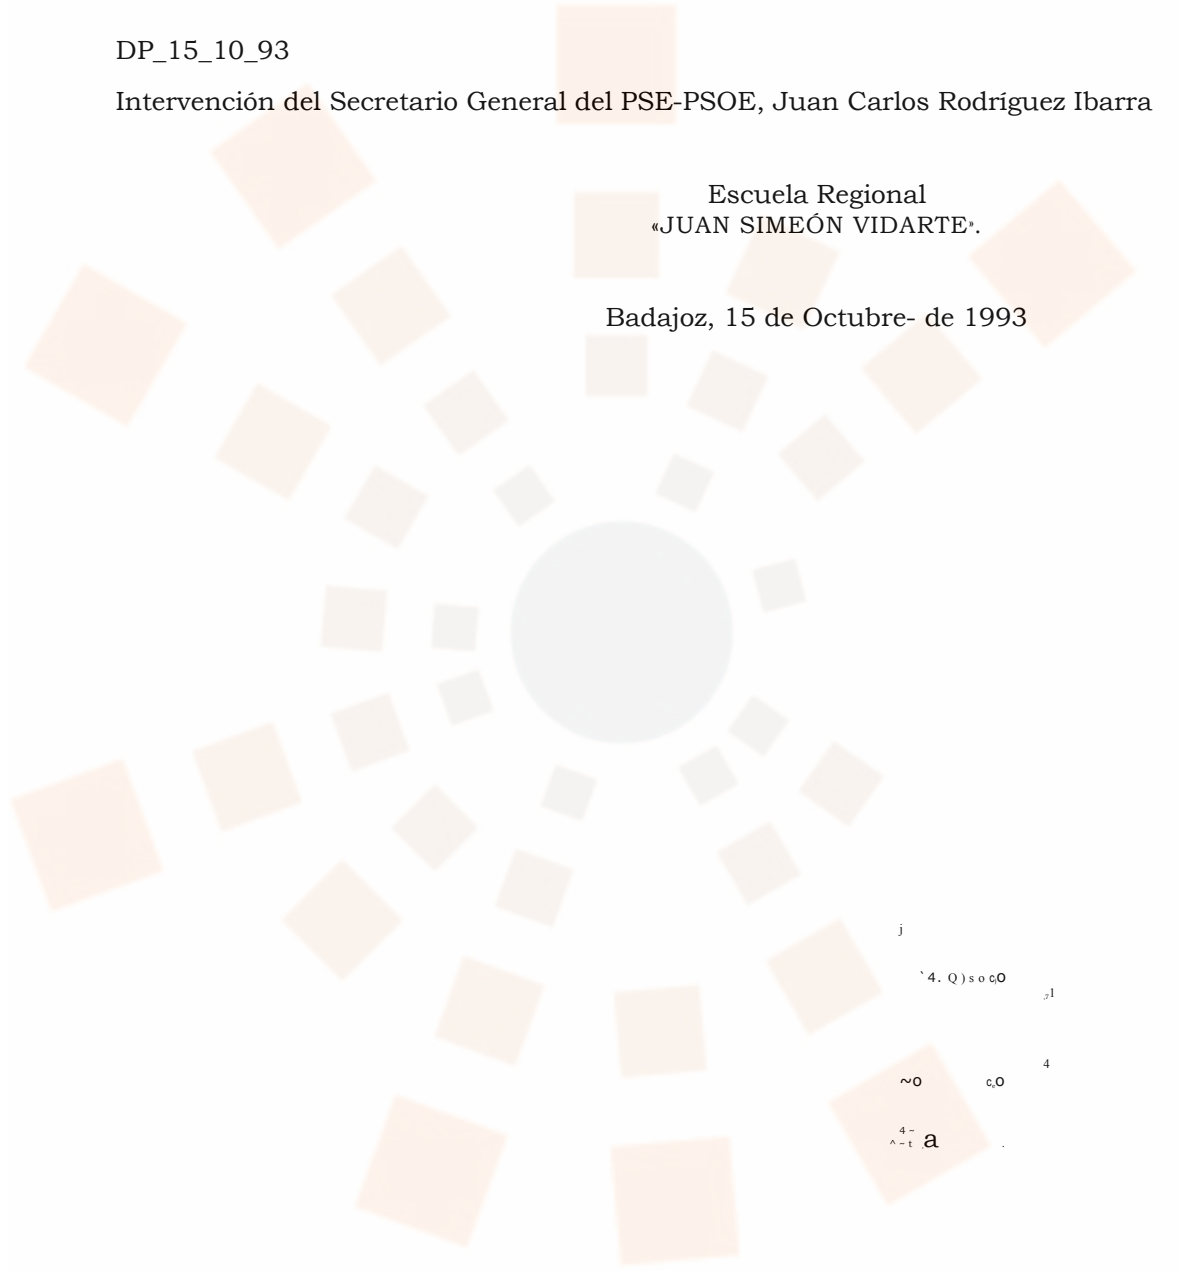 DP_15_10_93
Intervención del Secretario General del PSE-PSOE, Juan Carlos Rodríguez Ibarra
Escuela Regional
«JUAN SIMEÓN VIDARTE».
Badajoz, 15 de Octubre- de 1993
j
4